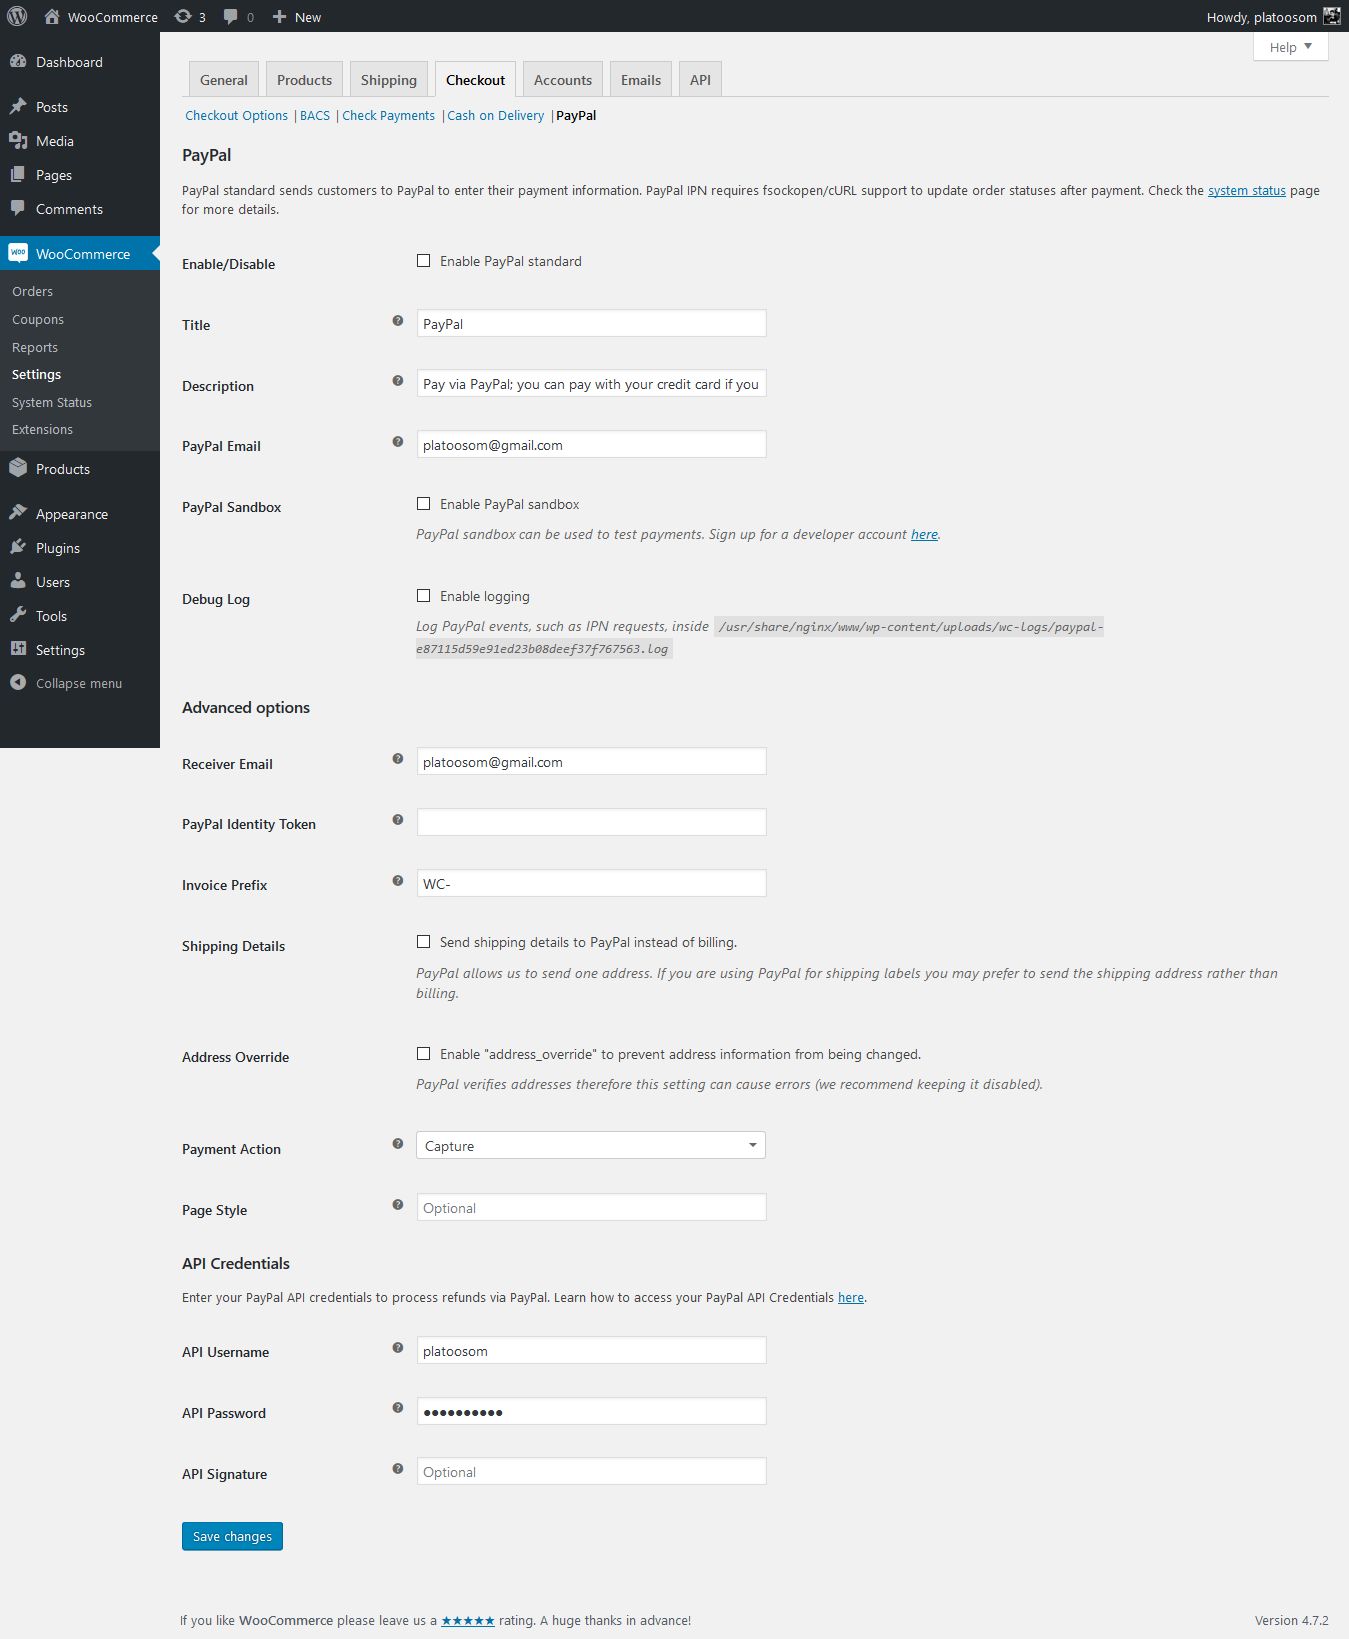 WooCommerce 3 0 New Howdy, platoosom
Help
Dashboard
Posts
Media
Pages
Comments
WooCommerce
Orders
Coupons
Reports
Settings
System Status
Extensions
Products
Appearance
Plugins
Users
Tools
Settings
Collapse menu
General Products Shipping Checkout Accounts Emails API
Checkout Options | BACS | Check Payments | Cash on Delivery | PayPal
PayPal
PayPal standard sends customers to PayPal to enter their payment information. PayPal IPN requires fsockopen/cURL support to update order statuses after payment. Check the system status page
for more details.
Enable/Disable Enable PayPal standard
Title PayPal
Description Pay via PayPal; you can pay with your credit card if you
PayPal Email platoosom@gmail.com
PayPal Sandbox Enable PayPal sandbox
PayPal sandbox can be used to test payments. Sign up for a developer account here.
Debug Log Enable logging
Log PayPal events, such as IPN requests, inside /usr/share/nginx/www/wp-content/uploads/wc-logs/paypal-
e87115d59e91ed23b08deef37f767563.log
Advanced options
Receiver Email platoosom@gmail.com
PayPal Identity Token
Invoice Prefix WC-
Shipping Details Send shipping details to PayPal instead of billing.
PayPal allows us to send one address. If you are using PayPal for shipping labels you may prefer to send the shipping address rather than
billing.
Address Override Enable "address_override" to prevent address information from being changed.
PayPal verifies addresses therefore this setting can cause errors (we recommend keeping it disabled).
Payment Action Capture
Page Style Optional
API Credentials
Enter your PayPal API credentials to process refunds via PayPal. Learn how to access your PayPal API Credentials here.
API Username platoosom
API Password ●●●●●●●●●●
API Signature Optional
Save changes
If you like WooCommerce please leave us a ★★★★★ rating. A huge thanks in advance! Version 4.7.2